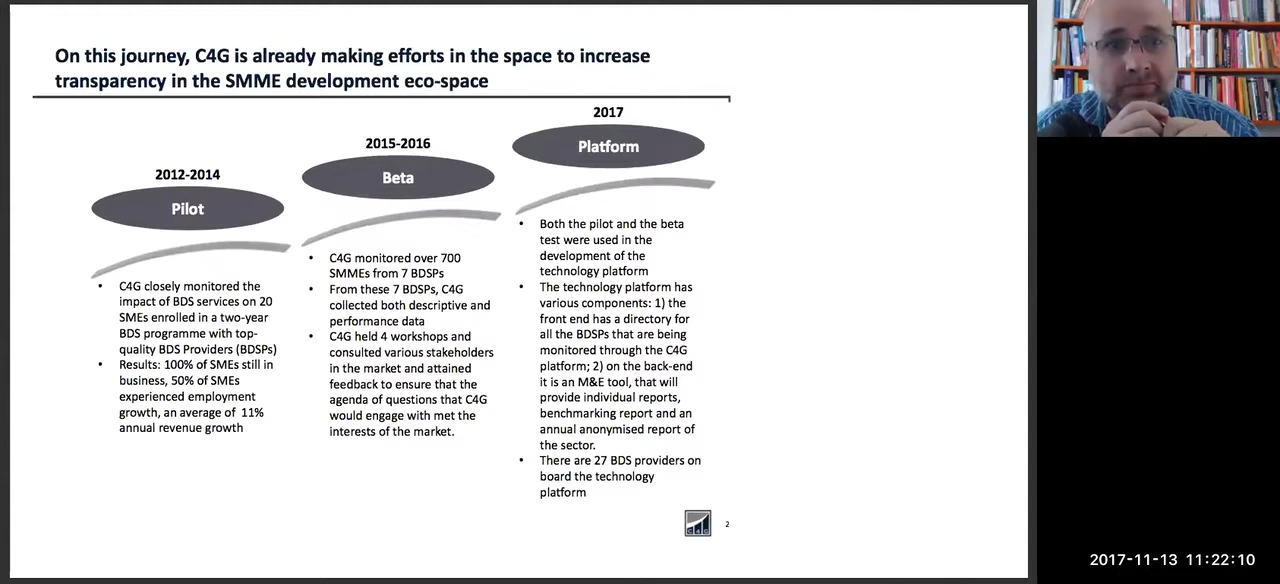 On this journey, C4G is already making efforts in the space to increase
transparency in the SMME development eco-space
2012-2014
Pilot
• C4G closely monitored the
impact of BDS services on 20
SMEs enrolled in a two-year
BDS programme with top-
quality BDS Providers (BDSPs)
• Results: 100% of SMEs still in
business, 50% of SMEs
experienced employment
growth, an average of 11%
annual revenue growth
2015-2016
Beta
• C4G monitored over 700
SMMEs from 7 BDSPs
• From these 7 BDSPs, C4G
collected both descriptive and
performance data
• C4G held 4 workshops and
consulted various stakeholders
in the market and attained
feedback to ensure that the
agenda of questions that C4G
would engage with met the
interests of the market.
2017
Platform
• Both the pilot and the beta
test were used in the
development of the
technology platform
• The technology platform has
various components: 1) the
front end has a directory for
all the BDSPs that are being
monitored through the C4G
platform; 2) on the back-end
it is an M&E tool, that will
provide individual reports,
benchmarking report and an
annual anonymised report of
the sector.
• There are 27 BDS providers on
board the technology
platform
C4G
2
2017-11-13 11:22:10